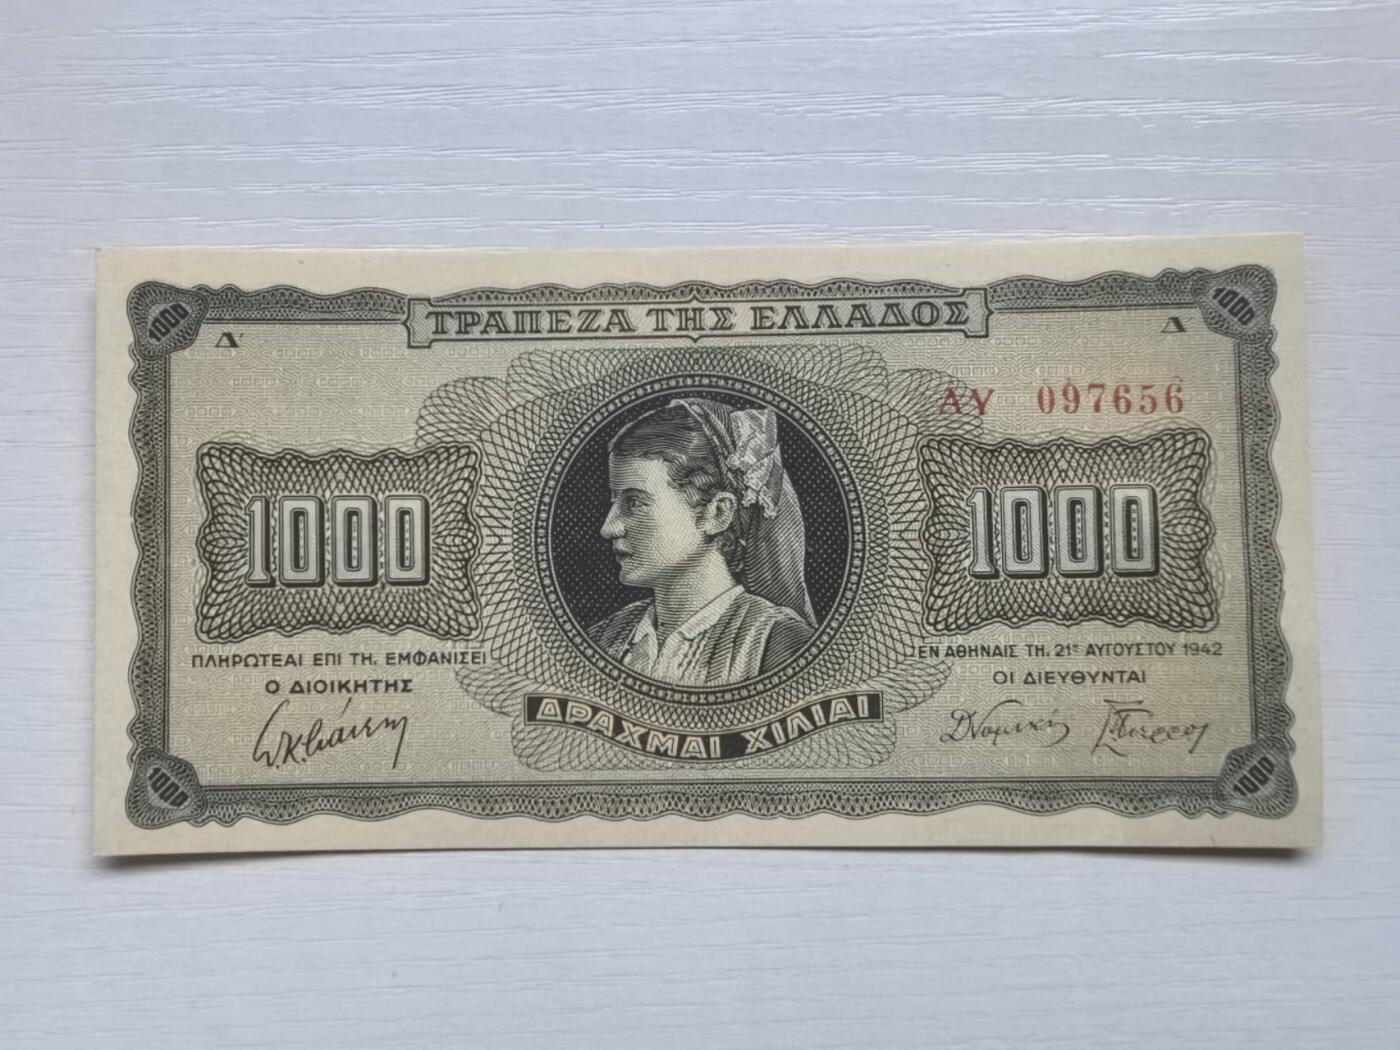 1000 1000
ΤΡΑΠΕΖΑ ΤΗΣ ΕΛΛΑΔΟΣ
Δ' Δ
ΑΥ 097656
1000 1000
ΠΛΗΡΩΤΕΑΙ ΕΠΙ ΤΗ, ΕΜΦΑΝΙΣΕΙ
Ο ΔΙΟΙΚΗΤΗΣ
ΕΝ ΑΘΗΝΑΙΣ ΤΗ, 21ῃ ΑΥΓΟΥΣΤΟΥ 1942
ΟΙ ΔΙΕΥΘΥΝΤΑΙ
ΔΡΑΧΜΑΙ ΧΙΛΙΑΙ
1000 1000